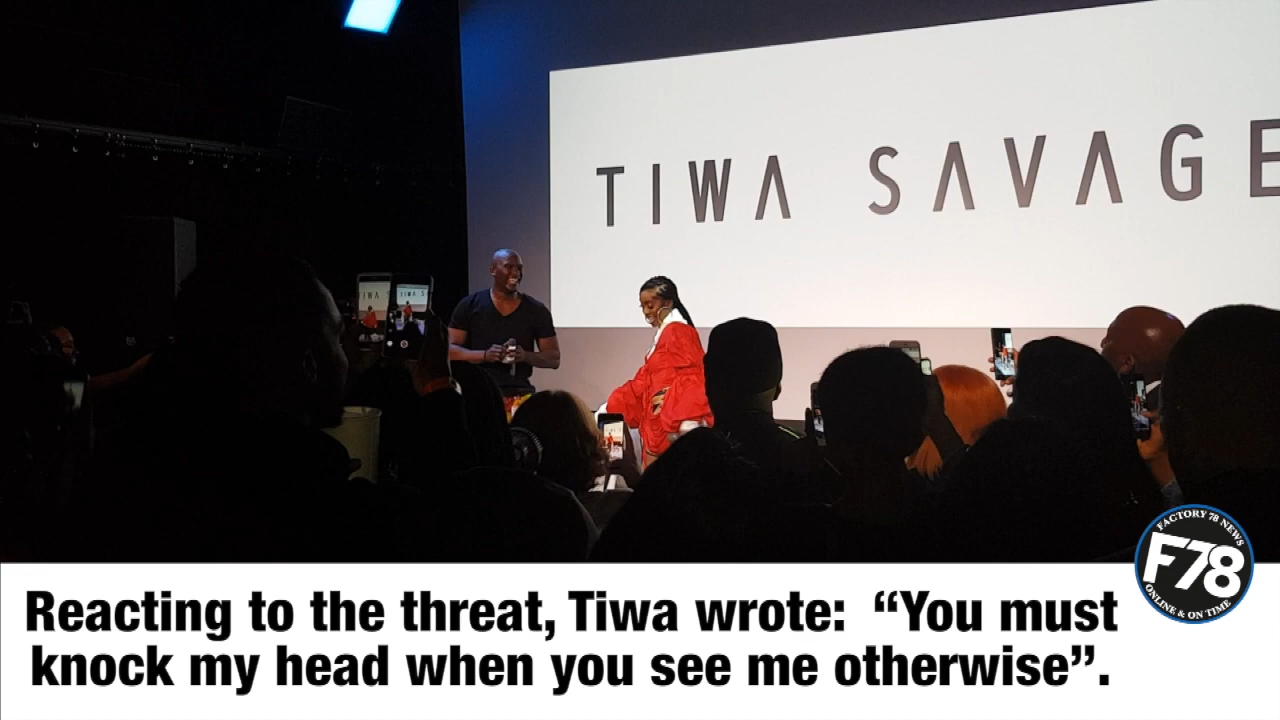 TIWA SAVAGE
TIWA S
Reacting to the threat, Tiwa wrote: “You must
knock my head when you see me otherwise”.
FACTORY 78 NEWS
F78
ONLINE & ON TIME